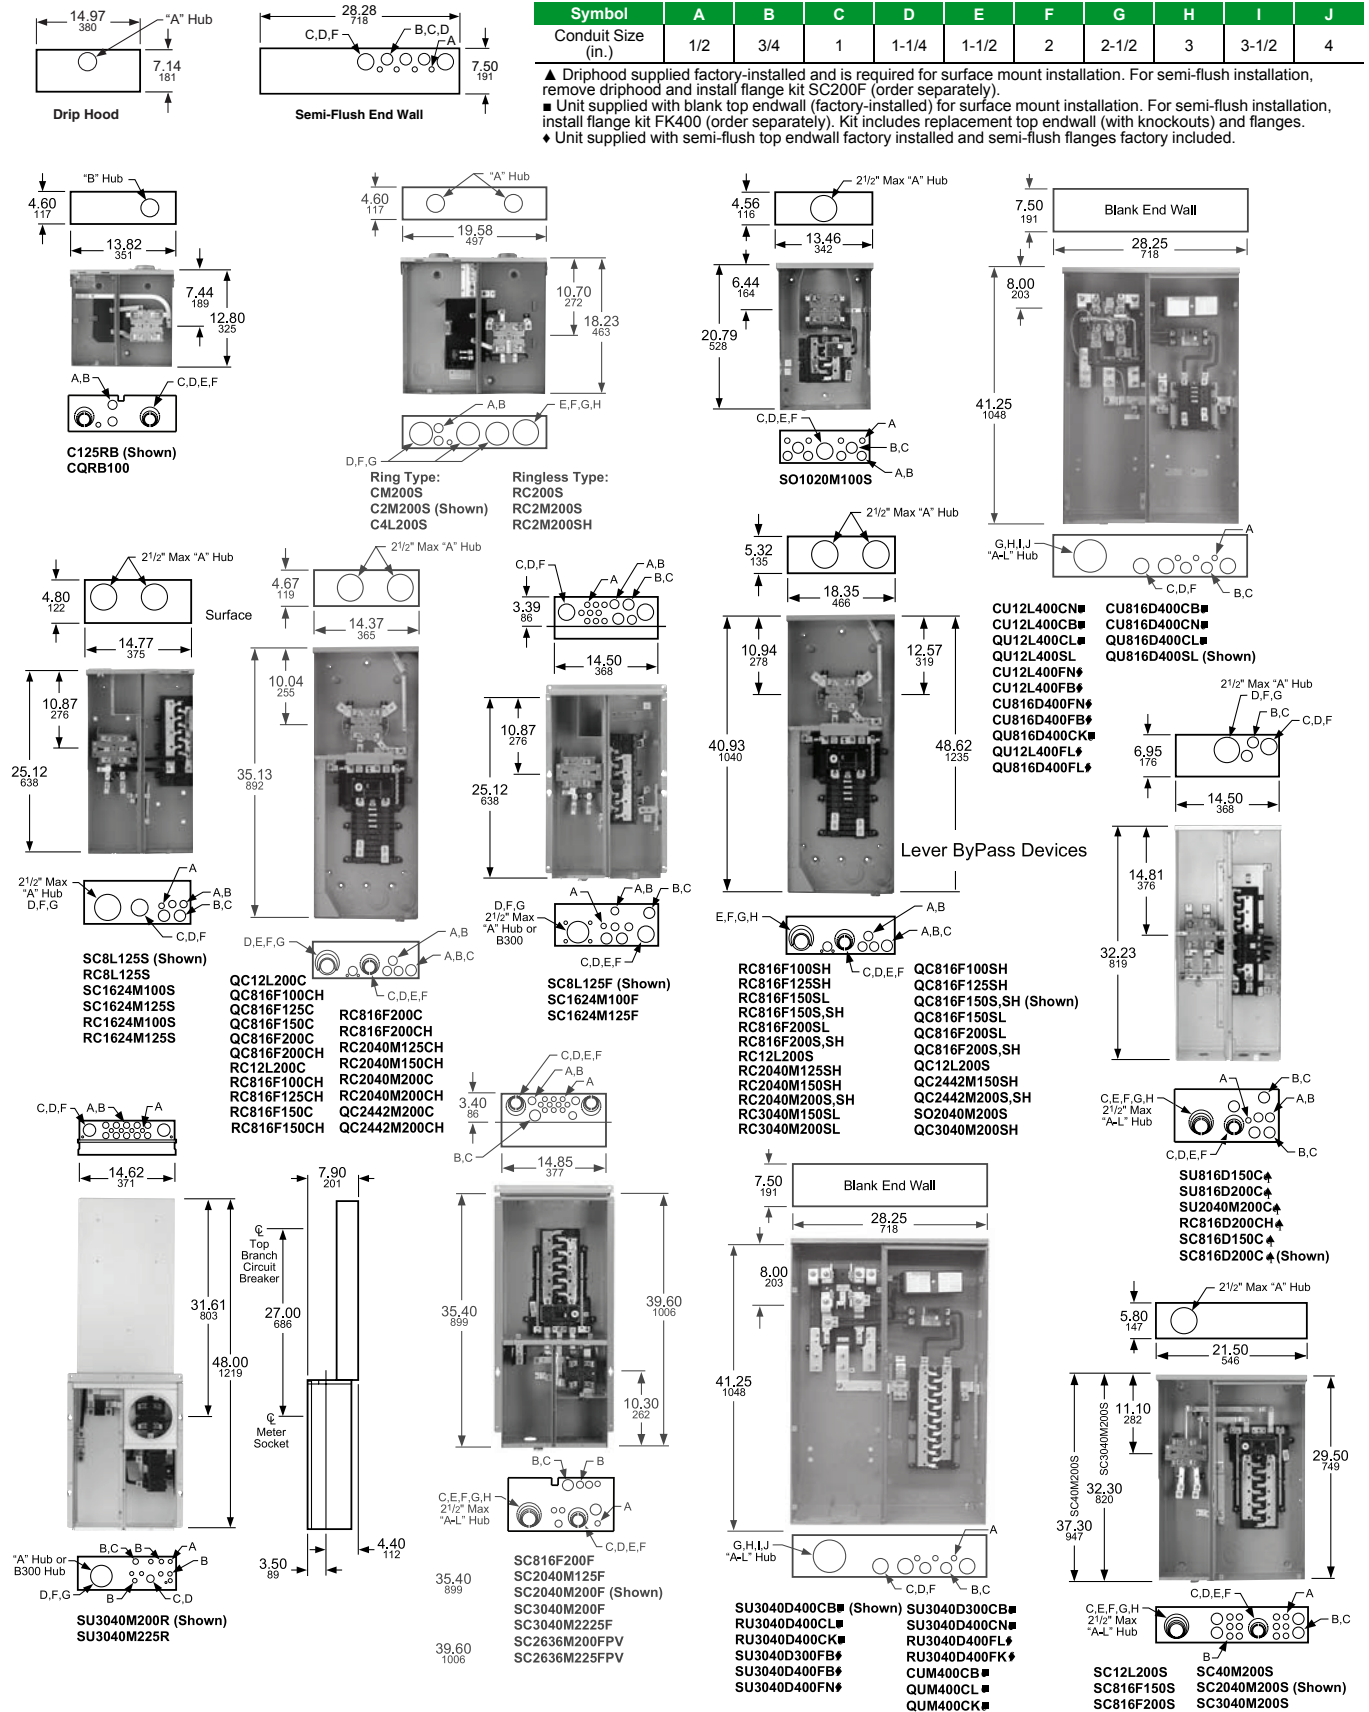 14.97
380
"A" Hub
7.14
181
Drip Hood
28.28
718
C,D,F
B,C,D
A
7.50
191
Semi-Flush End Wall
Symbol A B C D E F G H I J
Conduit Size (in.) 1/2 3/4 1 1-1/4 1-1/2 2 2-1/2 3 3-1/2 4
▲ Driphood supplied factory-installed and is required for surface mount installation. For semi-flush installation,
remove driphood and install flange kit SC200F (order separately).
■ Unit supplied with blank top endwall (factory-installed) for surface mount installation. For semi-flush installation,
install flange kit FK400 (order separately). Kit includes replacement top endwall (with knockouts) and flanges.
♦ Unit supplied with semi-flush top endwall factory installed and semi-flush flanges factory included.
"B" Hub
4.60
117
13.82
351
7.44
189
12.80
325
A,B
C,D,E,F
C125RB (Shown)
CQRB100
"A" Hub
4.60
117
19.58
497
10.70
272
18.23
463
A,B
E,F,G,H
D,F,G
Ring Type:
CM200S
C2M200S (Shown)
C4L200S
Ringless Type:
RC200S
RC2M200S
RC2M200SH
21/2" Max "A" Hub
4.56
116
13.46
342
6.44
164
20.79
528
C,D,E,F
A
B,C
A,B
SO1020M100S
7.50
191
Blank End Wall
28.25
718
8.00
203
41.25
1048
G,H,I,J
"A-L" Hub
A
C,D,F
B,C
CU12L400CN■
CU12L400CB■
QU12L400CL■
QU12L400SL
CU12L400FN♦
CU12L400FB♦
CU816D400FN♦
CU816D400FB♦
QU816D400CK■
QU12L400FL♦
QU816D400FL♦
CU816D400CB■
CU816D400CN■
QU816D400CL■
QU816D400SL (Shown)
21/2" Max "A" Hub
4.80
122
Surface
14.77
375
10.87
276
25.12
638
21/2" Max
"A" Hub
D,F,G
A
A,B
B,C
C,D,F
SC8L125S (Shown)
RC8L125S
SC1624M100S
SC1624M125S
RC1624M100S
RC1624M125S
21/2" Max "A" Hub
4.67
119
14.37
365
10.04
255
35.13
892
D,E,F,G
A,B
A,B,C
C,D,E,F
QC12L200C
QC816F100CH
QC816F125C
QC816F150C
QC816F200C
QC816F200CH
RC12L200C
RC816F100CH
RC816F125CH
RC816F150C
RC816F150CH
RC816F200C
RC816F200CH
RC2040M125CH
RC2040M150CH
RC2040M200C
RC2040M200CH
QC2442M200C
QC2442M200CH
C,D,F
A
A,B
B,C
3.39
86
14.50
368
10.87
276
25.12
638
D,F,G
21/2" Max
"A" Hub or
B300
A
A,B
B,C
C,D,E,F
SC8L125F (Shown)
SC1624M100F
SC1624M125F
21/2" Max "A" Hub
5.32
135
18.35
466
10.94
278
12.57
319
40.93
1040
48.62
1235
Lever ByPass Devices
E,F,G,H
A,B
A,B,C
C,D,E,F
RC816F100SH
RC816F125SH
RC816F150SL
RC816F150S,SH
RC816F200SL
RC816F200S,SH
RC12L200S
RC2040M125SH
RC2040M150SH
RC2040M200S,SH
RC3040M150SL
RC3040M200SL
QC816F100SH
QC816F125SH
QC816F150S,SH (Shown)
QC816F150SL
QC816F200SL
QC816F200S,SH
QC12L200S
QC2442M150SH
QC2442M200S,SH
SO2040M200S
QC3040M200SH
21/2" Max "A" Hub
D,F,G
B,C
C,D,F
6.95
176
14.50
368
14.81
376
32.23
819
C,E,F,G,H
21/2" Max
"A-L" Hub
A
B,C
A,B
B,C
C,D,E,F
SU816D150C♠
SU816D200C♠
SU2040M200C♠
RC816D200CH♠
SC816D150C♠
SC816D200C♠(Shown)
C,D,F
A,B
A
14.62
371
31.61
803
48.00
1219
7.90
201
℄
Top
Branch
Circuit
Breaker
27.00
686
℄
Meter
Socket
3.50
89
4.40
112
"A" Hub or
B300 Hub
D,F,G
B,C
B
A
B
B
C,D
SU3040M200R (Shown)
SU3040M225R
C,D,E,F
A,B
A
3.40
86
B,C
14.85
377
35.40
899
39.60
1006
10.30
262
B,C
B
C,E,F,G,H
21/2" Max
"A-L" Hub
A
C,D,E,F
35.40
899
39.60
1006
SC816F200F
SC2040M125F
SC2040M200F (Shown)
SC3040M200F
SC3040M2225F
SC2636M200FPV
SC2636M225FPV
7.50
191
Blank End Wall
28.25
718
8.00
203
41.25
1048
G,H,I,J
"A-L" Hub
A
C,D,F
B,C
SU3040D400CB■ (Shown)
RU3040D400CL■
RU3040D400CK■
SU3040D300FB♦
SU3040D400FB♦
SU3040D400FN♦
SU3040D300CB■
SU3040D400CN■
RU3040D400FL♦
RU3040D400FK♦
CUM400CB■
QUM400CL■
QUM400CK■
21/2" Max "A" Hub
5.80
147
21.50
546
11.10
282
SC40M200S
37.30
947
SC3040M200S
32.30
820
29.50
749
C,E,F,G,H
21/2" Max
"A-L" Hub
C,D,E,F
A
B,C
B
SC12L200S
SC816F150S
SC816F200S
SC40M200S
SC2040M200S (Shown)
SC3040M200S